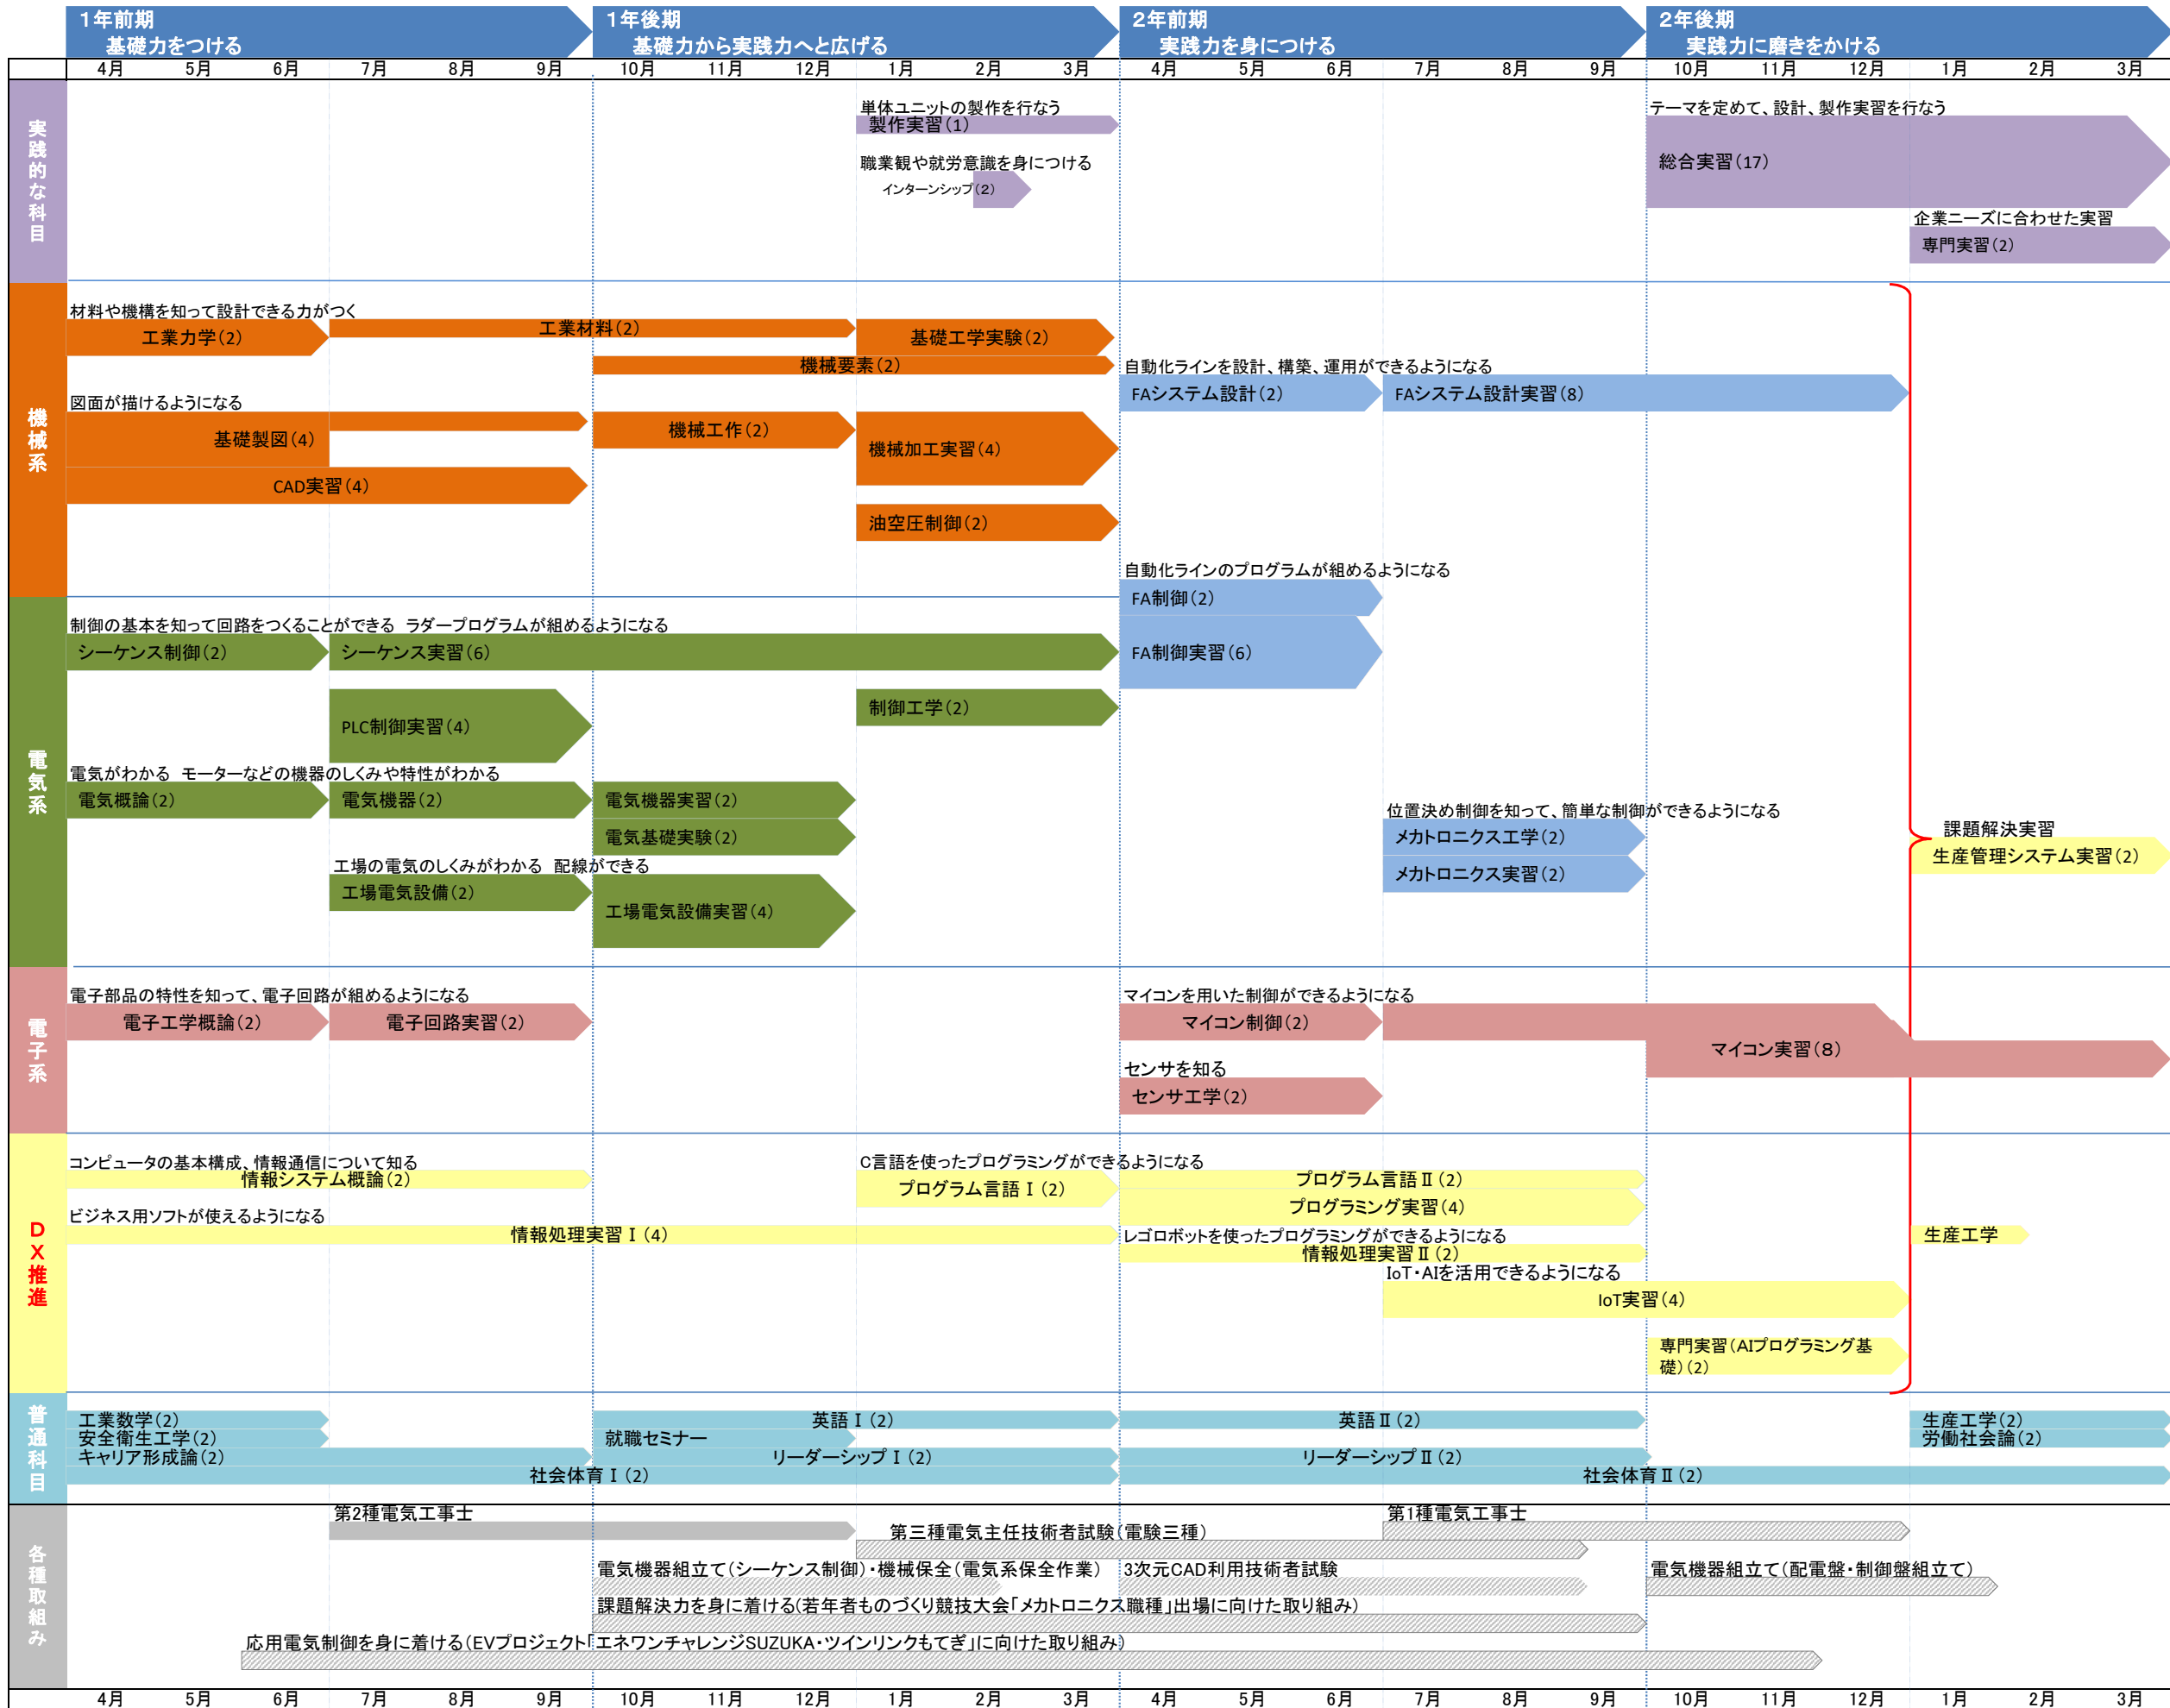 1年前期
基礎力をつける
1年後期
基礎力から実践力へと広げる
2年前期
実践力を身につける
2年後期
実践力に磨きをかける
4月 5月 6月 7月 8月 9月 10月 11月 12月 1月 2月 3月 4月 5月 6月 7月 8月 9月 10月 11月 12月 1月 2月 3月
実践的な科目
単体ユニットの製作を行なう
製作実習(1)
職業観や就労意識を身につける
インターンシップ(2)
テーマを定めて、設計、製作実習を行なう
総合実習(17)
企業ニーズに合わせた実習
専門実習(2)
機械系
材料や機構を知って設計できる力がつく
工業力学(2)
工業材料(2)
基礎工学実験(2)
機械要素(2)
自動化ラインを設計、構築、運用ができるようになる
FAシステム設計(2)
FAシステム設計実習(8)
図面が描けるようになる
基礎製図(4)
機械工作(2)
機械加工実習(4)
CAD実習(4)
油空圧制御(2)
自動化ラインのプログラムが組めるようになる
FA制御(2)
電気系
制御の基本を知って回路をつくることができる ラダープログラムが組めるようになる
シーケンス制御(2)
シーケンス実習(6)
FA制御実習(6)
PLC制御実習(4)
制御工学(2)
電気がわかる モーターなどの機器のしくみや特性がわかる
電気概論(2)
電気機器(2)
電気機器実習(2)
電気基礎実験(2)
位置決め制御を知って、簡単な制御ができるようになる
メカトロニクス工学(2)
メカトロニクス実習(2)
課題解決実習
生産管理システム実習(2)
工場の電気のしくみがわかる 配線ができる
工場電気設備(2)
工場電気設備実習(4)
電子系
電子部品の特性を知って、電子回路が組めるようになる
電子工学概論(2)
電子回路実習(2)
マイコンを用いた制御ができるようになる
マイコン制御(2)
マイコン実習(8)
センサを知る
センサ工学(2)
DX推進
コンピュータの基本構成、情報通信について知る
情報システム概論(2)
C言語を使ったプログラミングができるようになる
プログラム言語Ⅰ(2)
プログラム言語Ⅱ(2)
プログラミング実習(4)
ビジネス用ソフトが使えるようになる
情報処理実習Ⅰ(4)
レゴロボットを使ったプログラミングができるようになる
情報処理実習Ⅱ(2)
生産工学
IoT・AIを活用できるようになる
IoT実習(4)
専門実習(AIプログラミング基
礎)(2)
普通科目
工業数学(2)
英語Ⅰ(2)
英語Ⅱ(2)
生産工学(2)
安全衛生工学(2)
就職セミナー
労働社会論(2)
キャリア形成論(2)
リーダーシップⅠ(2)
リーダーシップⅡ(2)
社会体育Ⅰ(2)
社会体育Ⅱ(2)
各種取組み
第2種電気工事士
第1種電気工事士
第三種電気主任技術者試験(電験三種)
電気機器組立て(シーケンス制御)・機械保全(電気系保全作業)
3次元CAD利用技術者試験
電気機器組立て(配電盤・制御盤組立て)
課題解決力を身に着ける(若年者ものづくり競技大会「メカトロニクス職種」出場に向けた取り組み)
応用電気制御を身に着ける(EVプロジェクト「エネワンチャレンジSUZUKA・ツインリンクもてぎ」に向けた取り組み)
4月 5月 6月 7月 8月 9月 10月 11月 12月 1月 2月 3月 4月 5月 6月 7月 8月 9月 10月 11月 12月 1月 2月 3月